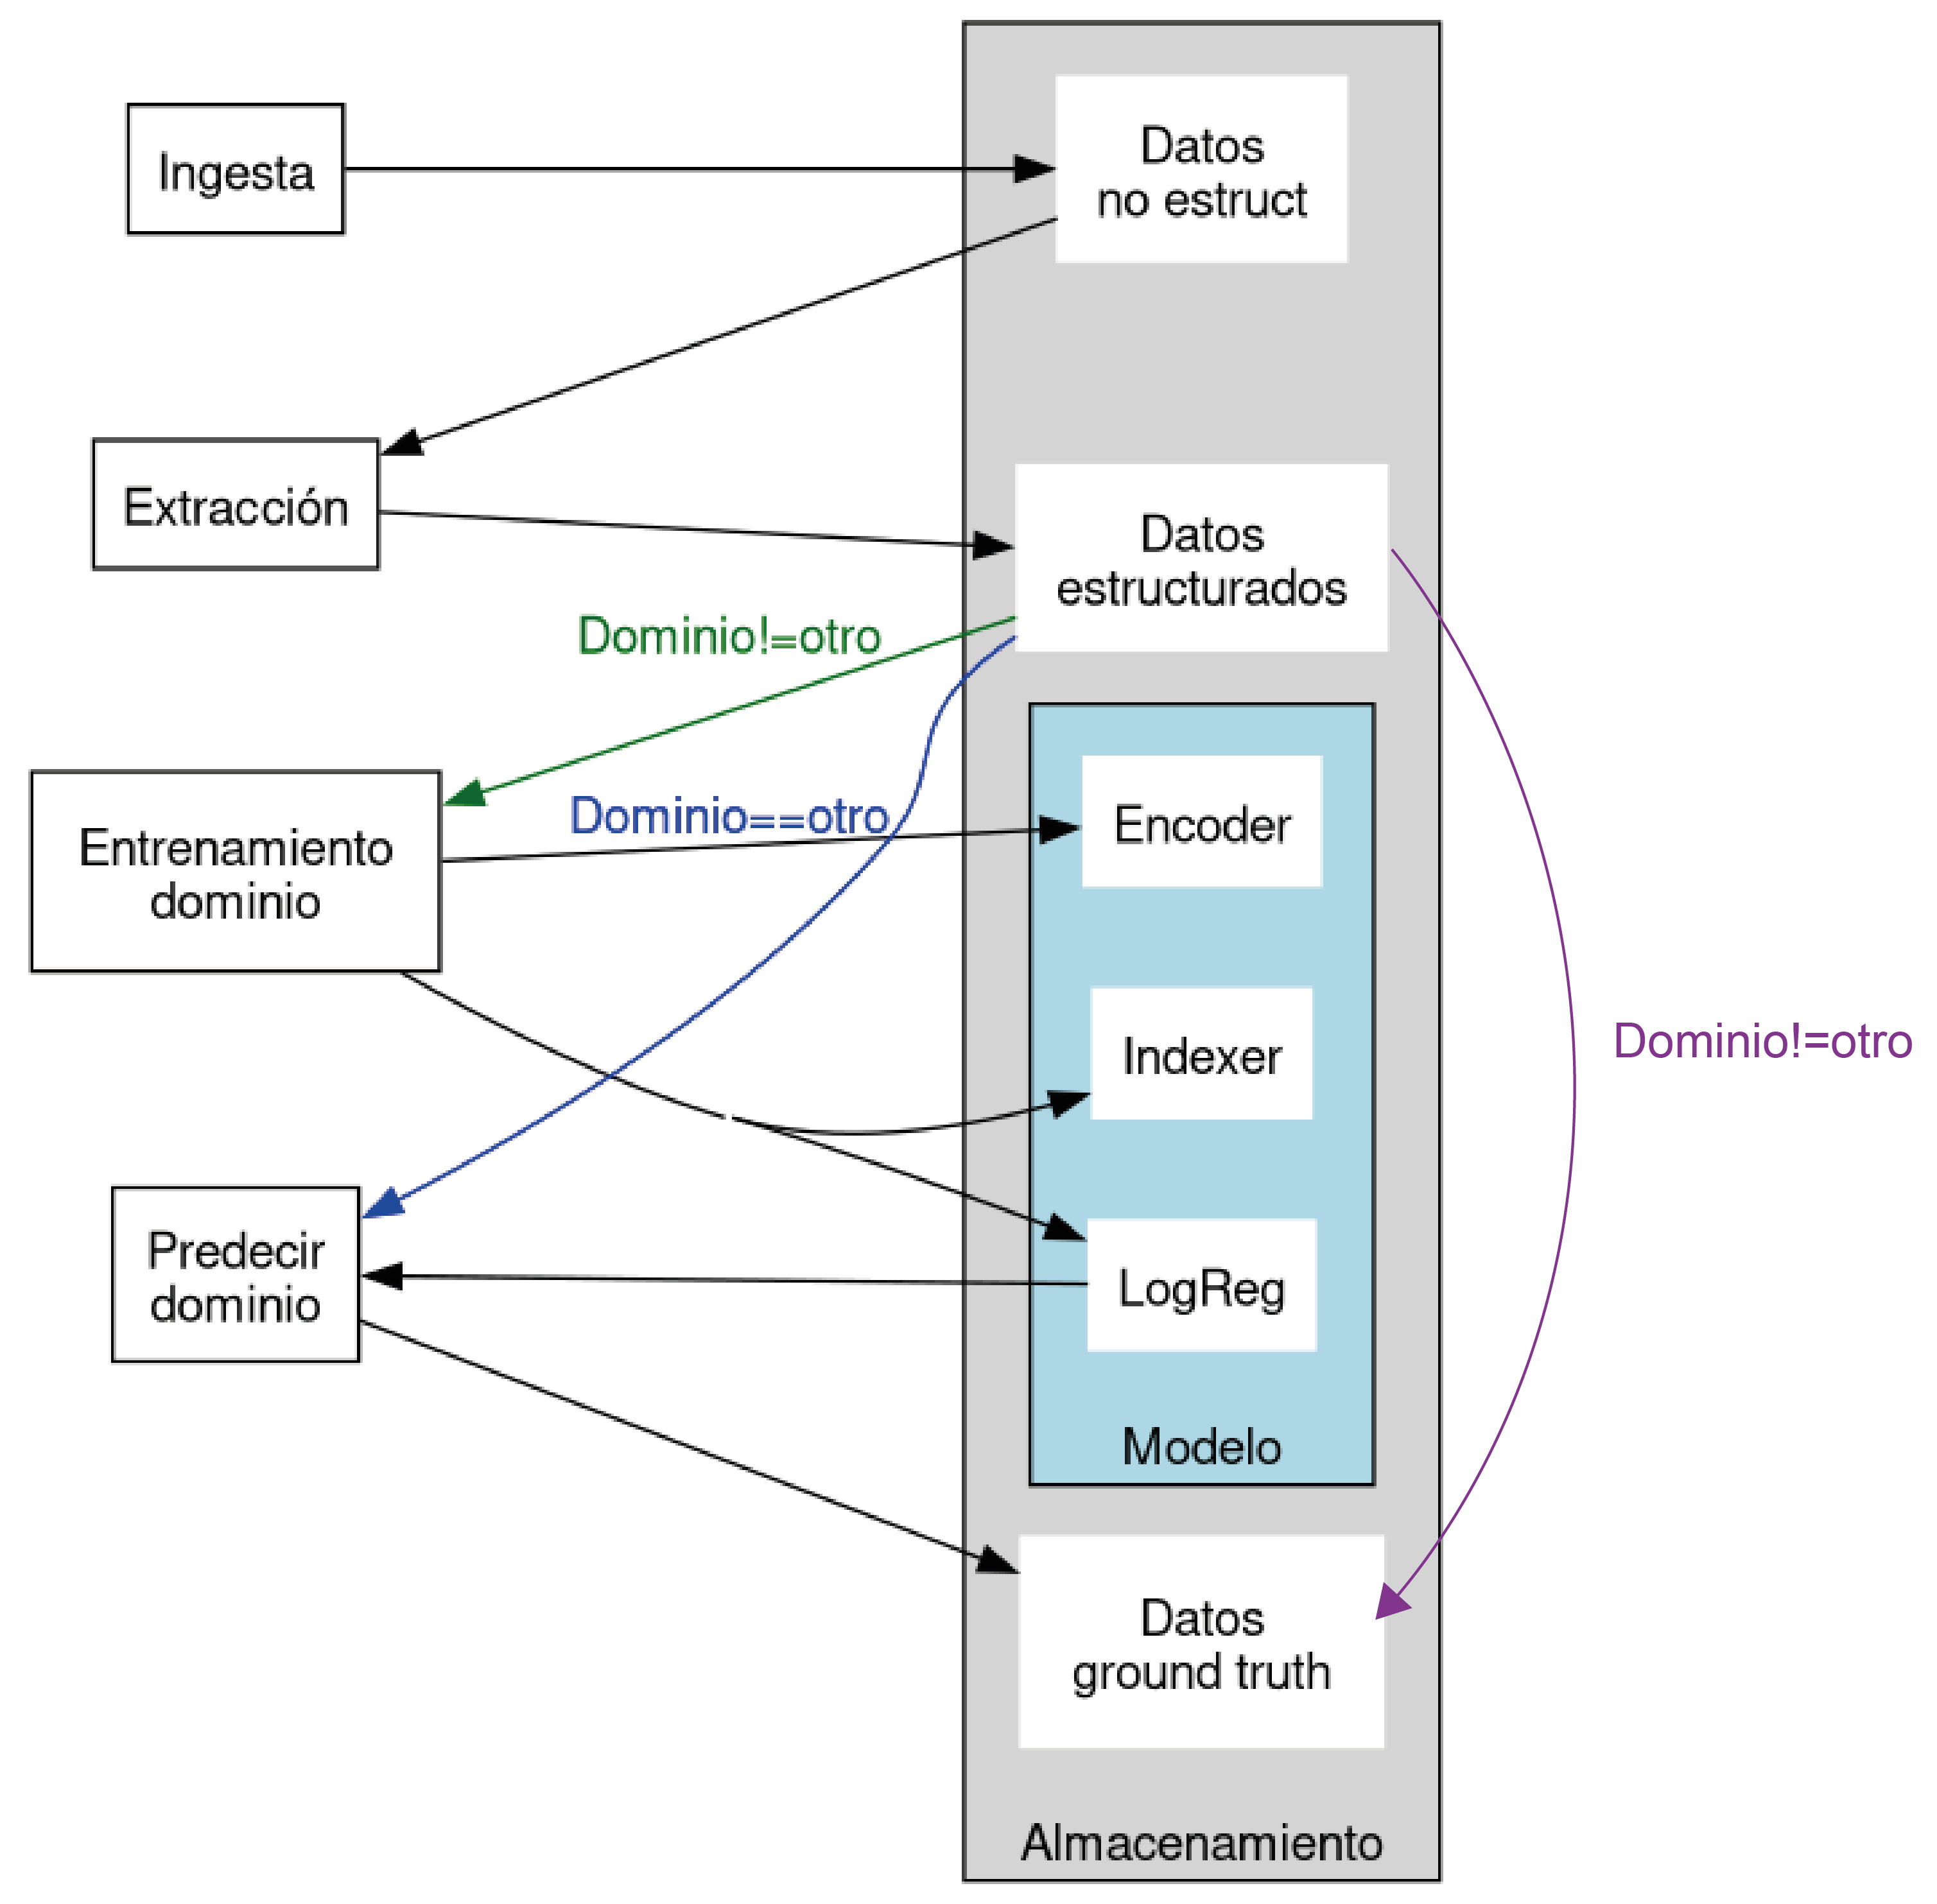 Ingesta
Datos
no estruct
Extracción
Datos
estructurados
Dominio!=otro
Entrenamiento
dominio
Dominio==otro
Encoder
Indexer
Dominio!=otro
Predecir
dominio
LogReg
Modelo
Datos
ground truth
Almacenamiento